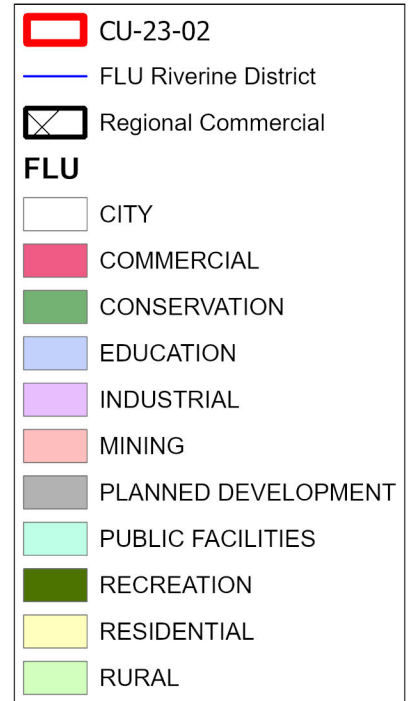 CU-23-02
FLU Riverine District
Regional Commercial
FLU
CITY
COMMERCIAL
CONSERVATION
EDUCATION
INDUSTRIAL
MINING
PLANNED DEVELOPMENT
PUBLIC FACILITIES
RECREATION
RESIDENTIAL
RURAL